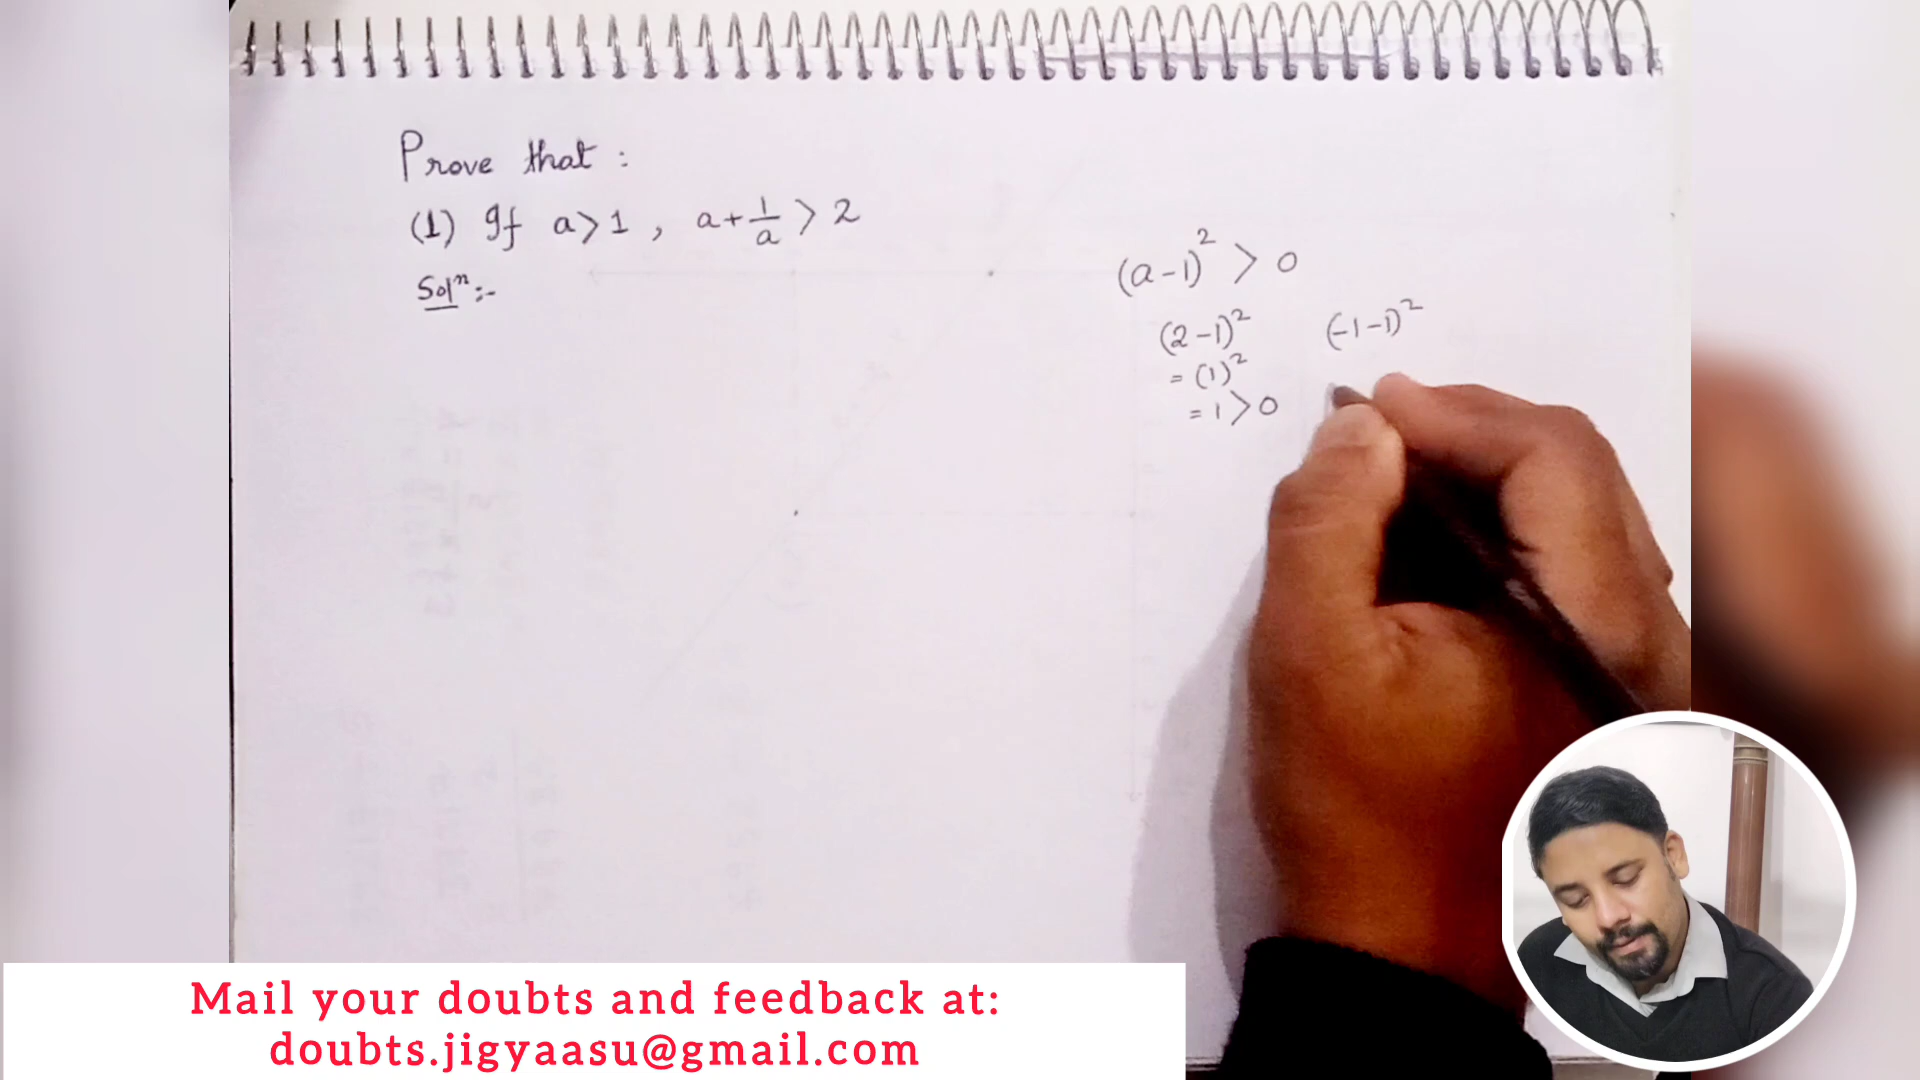 Prove that :
(1) If a > 1 , a + 1/a > 2
Solⁿ :-
(a - 1)² > 0
(2 - 1)² (-1 - 1)²
= (1)²
= 1 > 0
Mail your doubts and feedback at:
doubts.jigyaasu@gmail.com